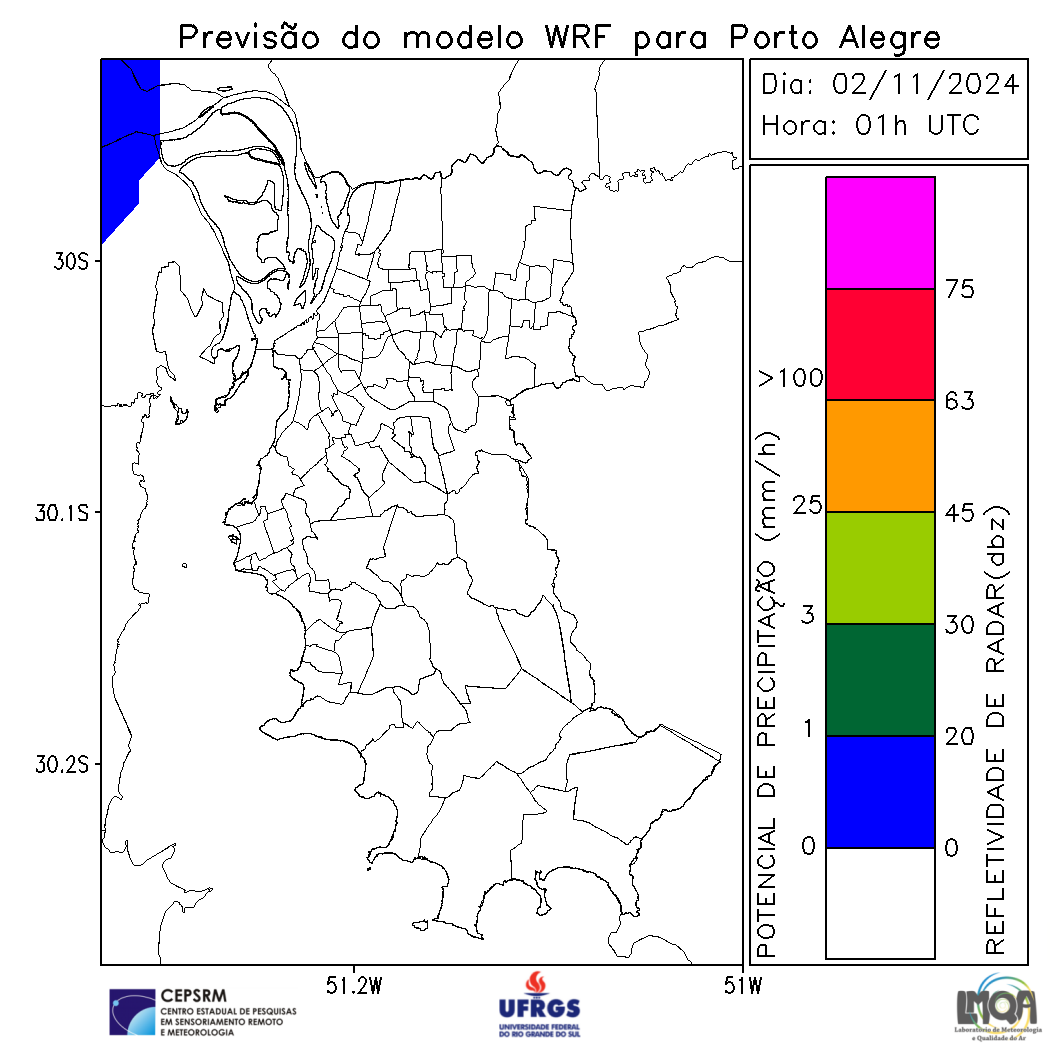 Previsão do modelo WRF para Porto Alegre
Dia: 02/11/2024
Hora: 01h UTC
30S
30.1S
30.2S
51.2W
51W
POTENCIAL DE PRECIPITAÇÃO (mm/h)
>100
25
3
1
0
75
63
45
30
20
0
REFLETIVIDADE DE RADAR(dbz)
CEPSRM
CENTRO ESTADUAL DE PESQUISAS
EM SENSORIAMENTO REMOTO
E METEOROLOGIA
UFRGS
UNIVERSIDADE FEDERAL
DO RIO GRANDE DO SUL
LMQA
Laboratório de Meteorologia
e Qualidade do Ar